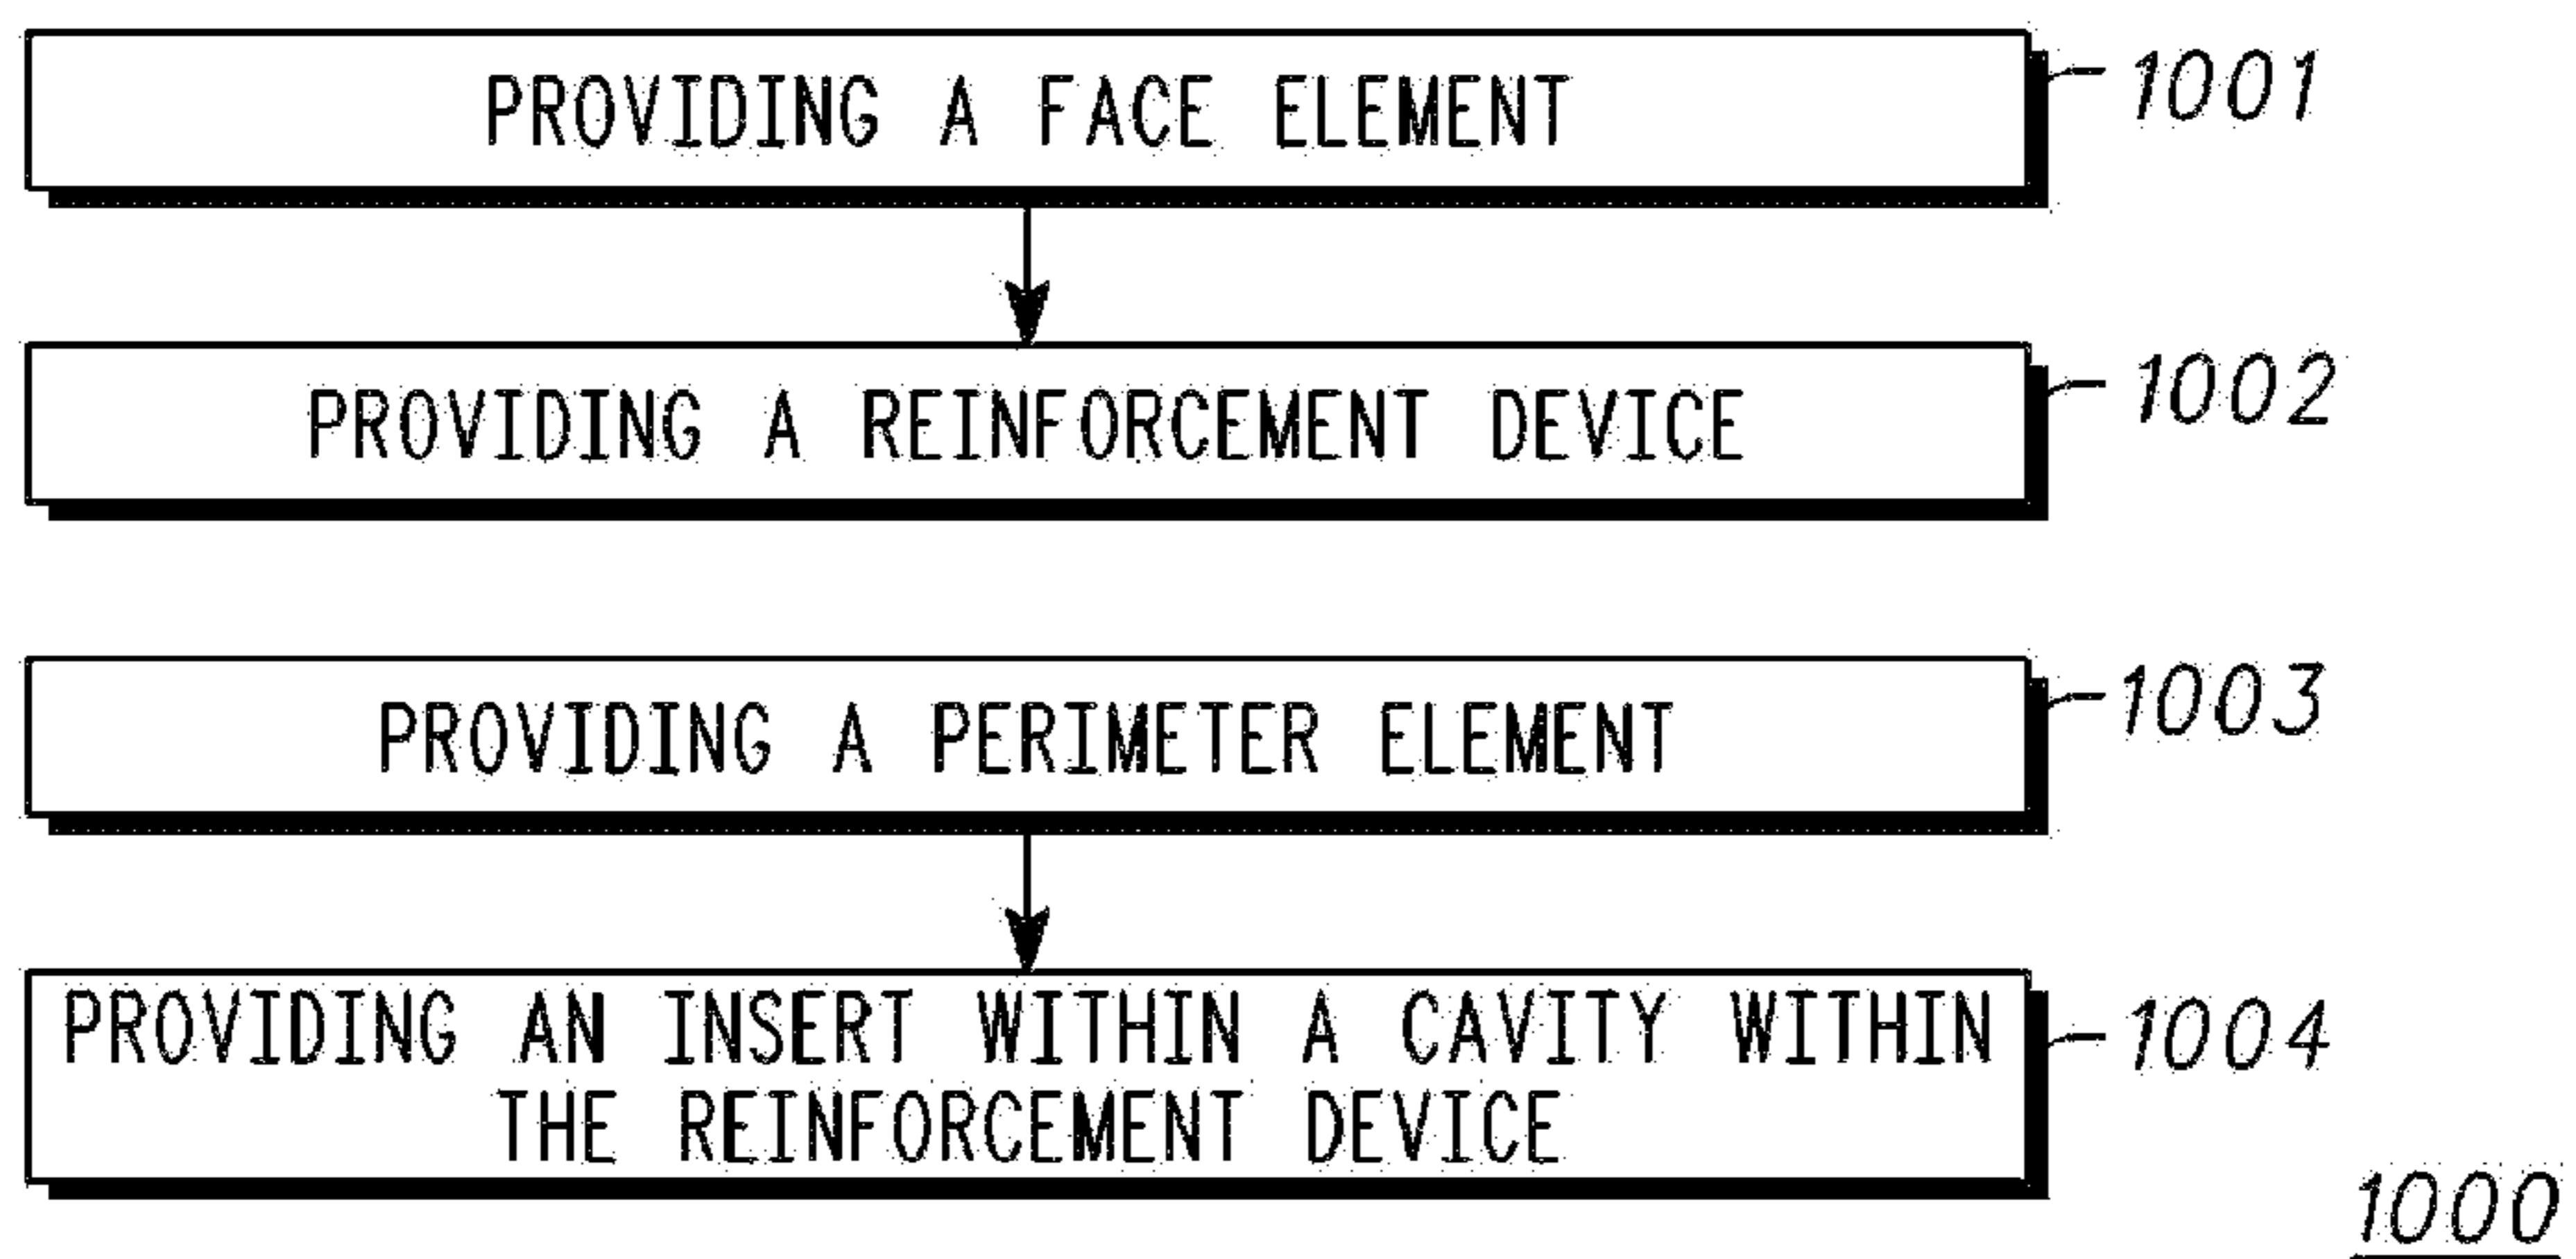 PROVIDING A FACE ELEMENT
1001
PROVIDING A REINFORCEMENT DEVICE
1002
PROVIDING A PERIMETER ELEMENT
1003
PROVIDING AN INSERT WITHIN A CAVITY WITHIN
THE REINFORCEMENT DEVICE
1004
1000